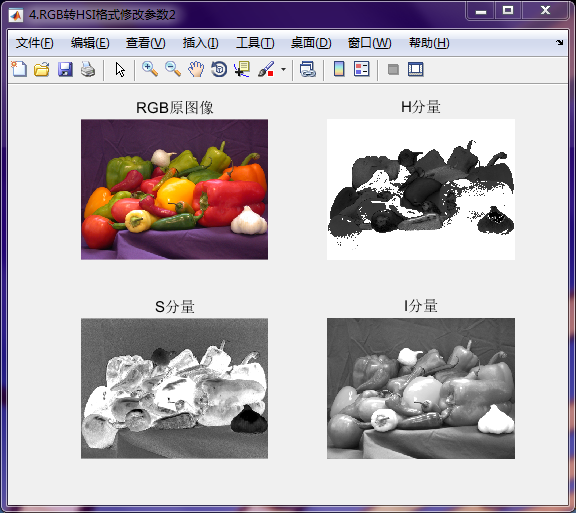 4.RGB转HSI格式修改参数2
文件(F) 编辑(E) 查看(V) 插入(I) 工具(T) 桌面(D) 窗口(W) 帮助(H)
RGB原图像 H分量
S分量 I分量